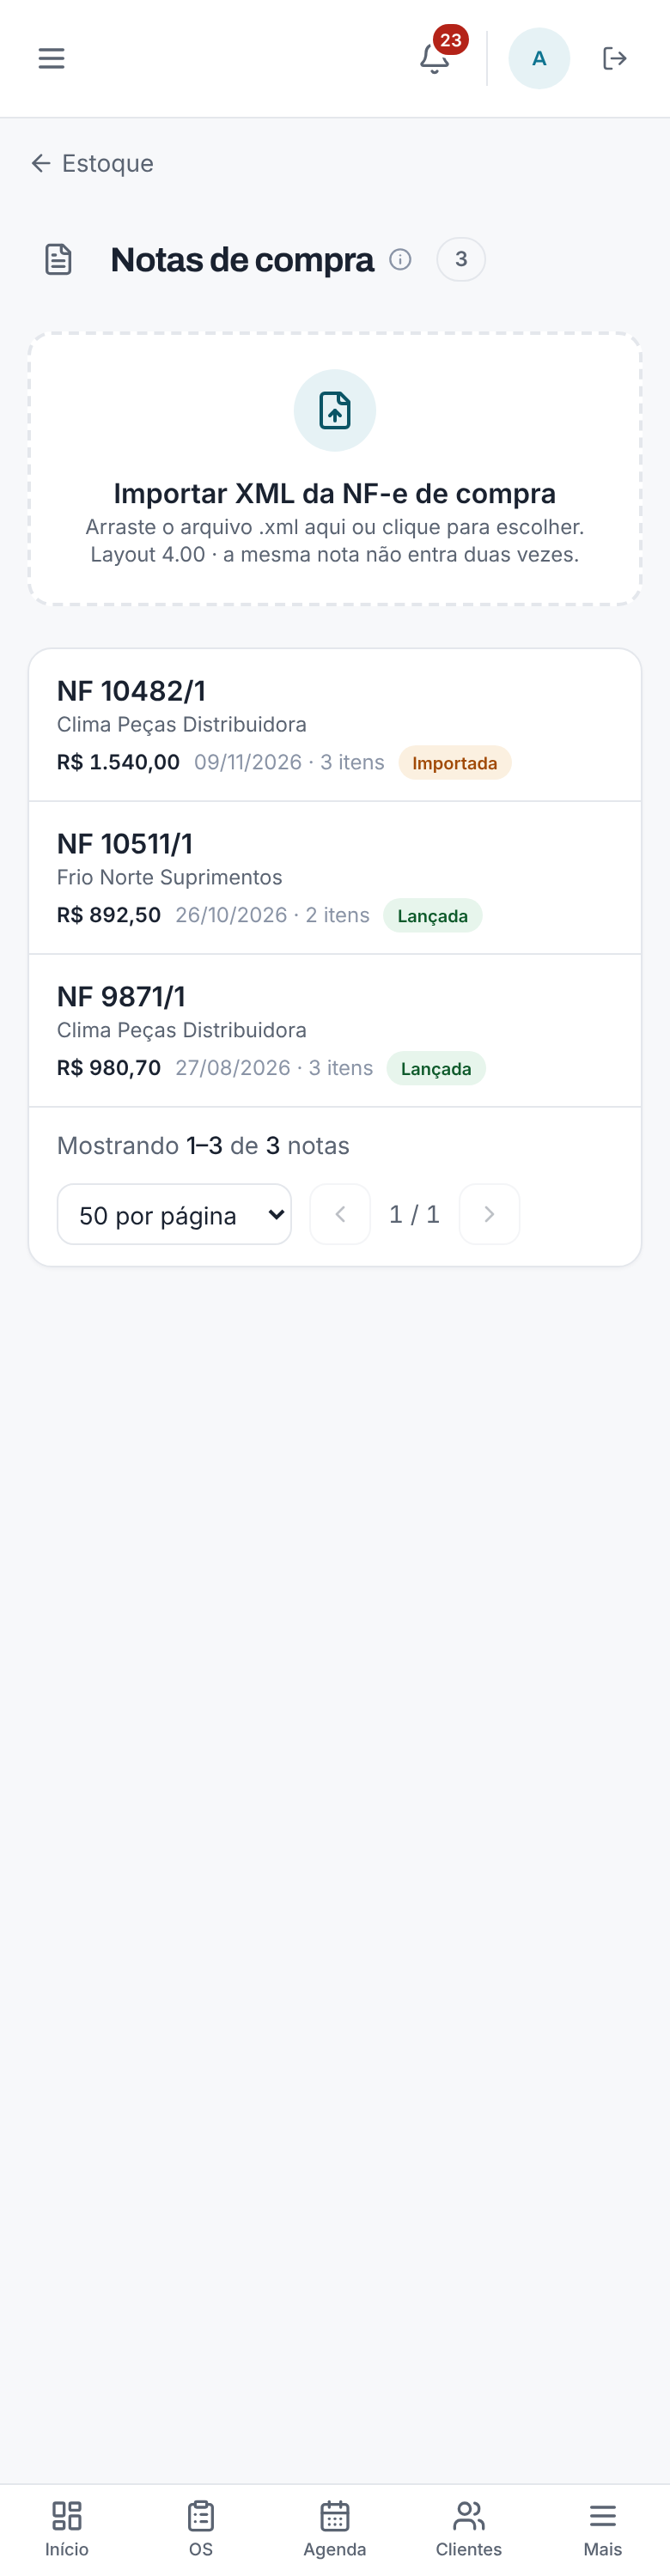 23
A
Estoque
Notas de compra 3
Importar XML da NF-e de compra
Arraste o arquivo .xml aqui ou clique para escolher.
Layout 4.00 · a mesma nota não entra duas vezes.
NF 10482/1
Clima Peças Distribuidora
R$ 1.540,00 09/11/2026 · 3 itens Importada
NF 10511/1
Frio Norte Suprimentos
R$ 892,50 26/10/2026 · 2 itens Lançada
NF 9871/1
Clima Peças Distribuidora
R$ 980,70 27/08/2026 · 3 itens Lançada
Mostrando 1–3 de 3 notas
50 por página 1 / 1
Início OS Agenda Clientes Mais